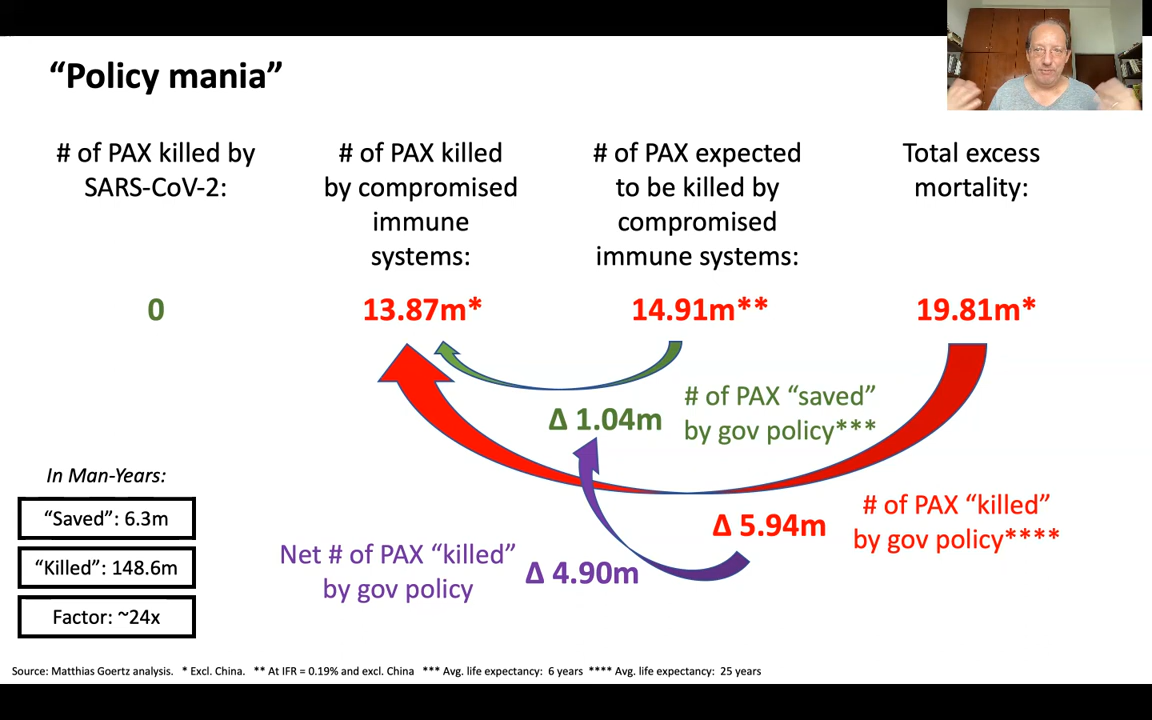 “Policy mania”
# of PAX killed by
SARS-CoV-2:
0
# of PAX killed
by compromised
immune
systems:
13.87m*
# of PAX expected
to be killed by
compromised
immune systems:
14.91m**
Total excess
mortality:
19.81m*
Δ 1.04m
# of PAX “saved”
by gov policy***
Δ 5.94m
# of PAX “killed”
by gov policy****
Net # of PAX “killed”
by gov policy
Δ 4.90m
In Man-Years:
“Saved”: 6.3m
“Killed”: 148.6m
Factor: ~24x
Source: Matthias Goertz analysis. * Excl. China. ** At IFR = 0.19% and excl. China *** Avg. life expectancy: 6 years **** Avg. life expectancy: 25 years